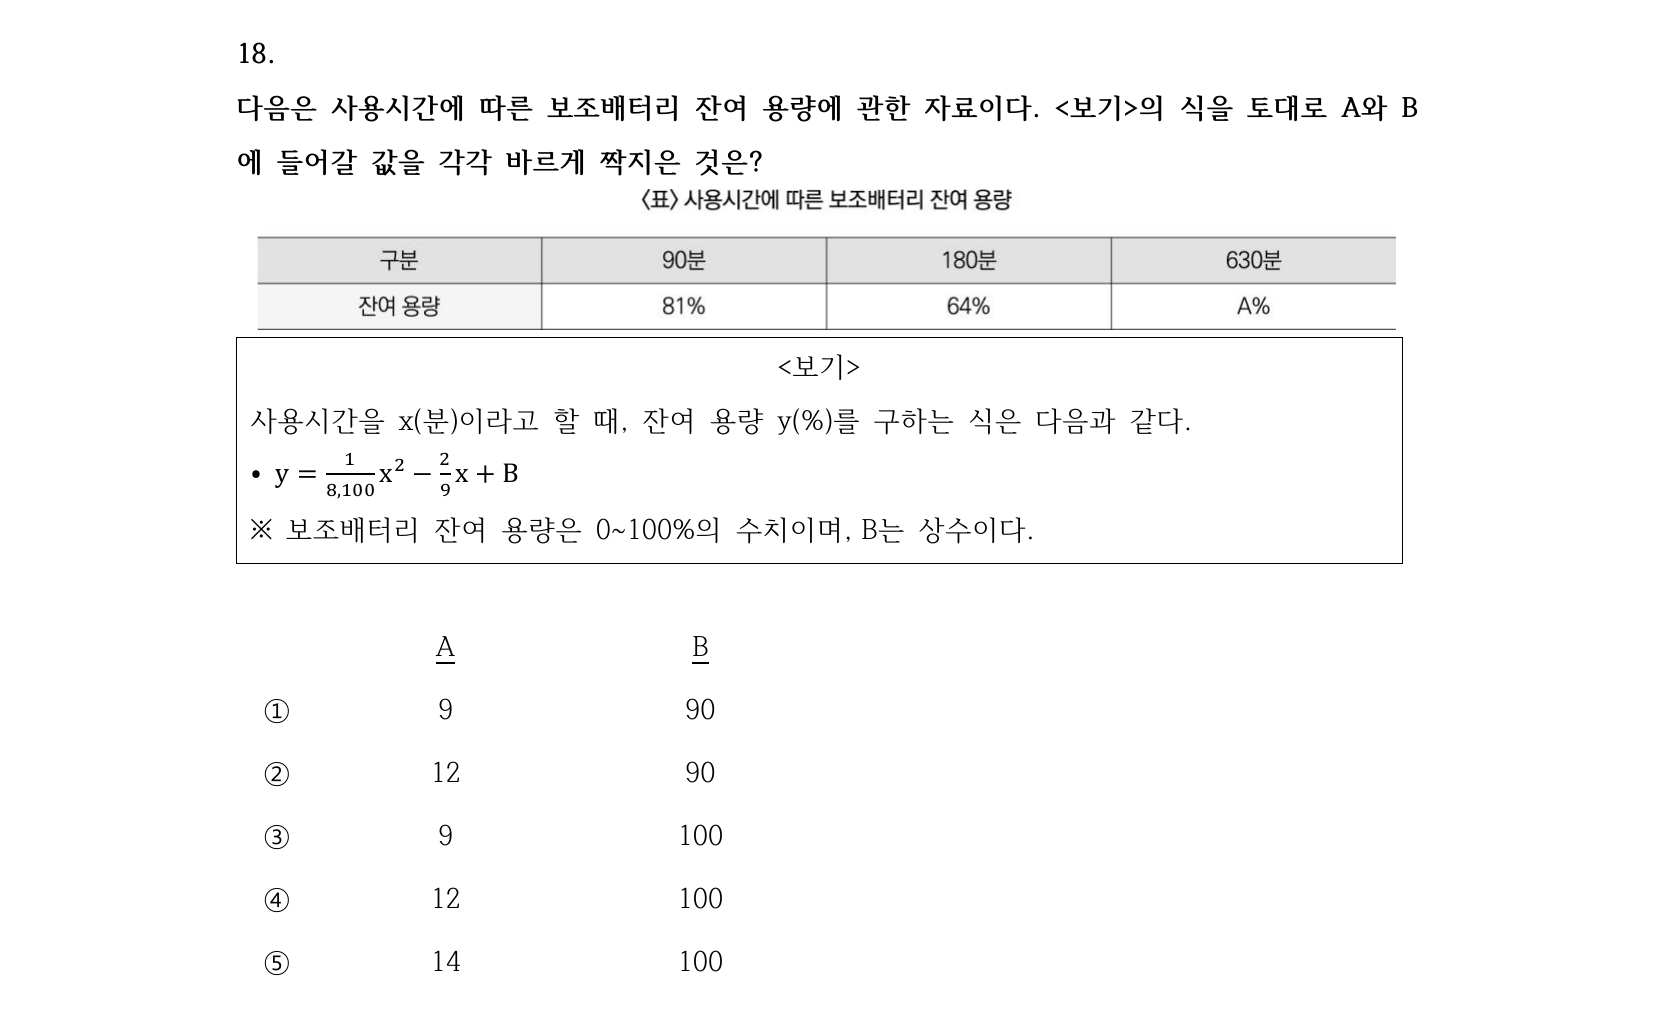 18.
다음은 사용시간에 따른 보조배터리 잔여 용량에 관한 자료이다. <보기>의 식을 토대로 A와 B
에 들어갈 값을 각각 바르게 짝지은 것은?
〈표〉 사용시간에 따른 보조배터리 잔여 용량
구분 90분 180분 630분
잔여 용량 81% 64% A%
<보기>
사용시간을 x(분)이라고 할 때, 잔여 용량 y(%)를 구하는 식은 다음과 같다.
• y = 1/8,100 x² − 2/9 x + B
※ 보조배터리 잔여 용량은 0~100%의 수치이며, B는 상수이다.
A B
① 9 90
② 12 90
③ 9 100
④ 12 100
⑤ 14 100